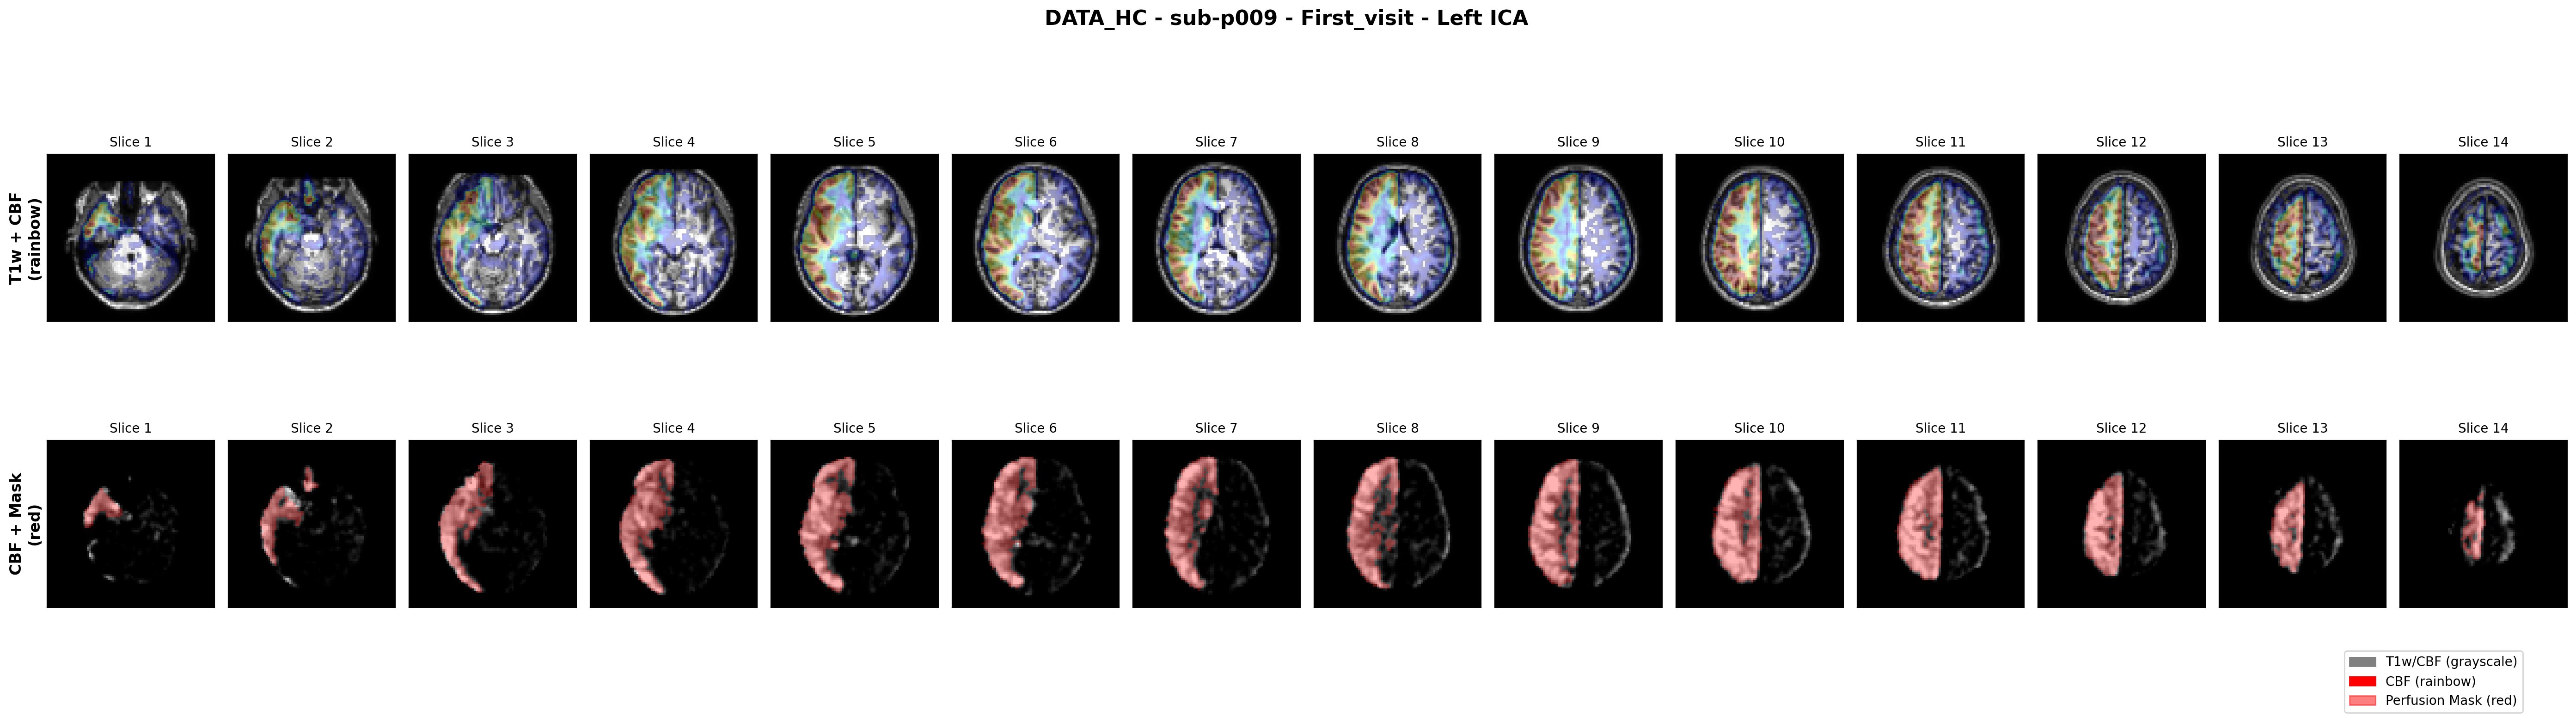 DATA_HC - sub-p009 - First_visit - Left ICA
T1w + CBF
(rainbow)
Slice 1
Slice 2
Slice 3
Slice 4
Slice 5
Slice 6
Slice 7
Slice 8
Slice 9
Slice 10
Slice 11
Slice 12
Slice 13
Slice 14
CBF + Mask
(red)
Slice 1
Slice 2
Slice 3
Slice 4
Slice 5
Slice 6
Slice 7
Slice 8
Slice 9
Slice 10
Slice 11
Slice 12
Slice 13
Slice 14
T1w/CBF (grayscale)
CBF (rainbow)
Perfusion Mask (red)